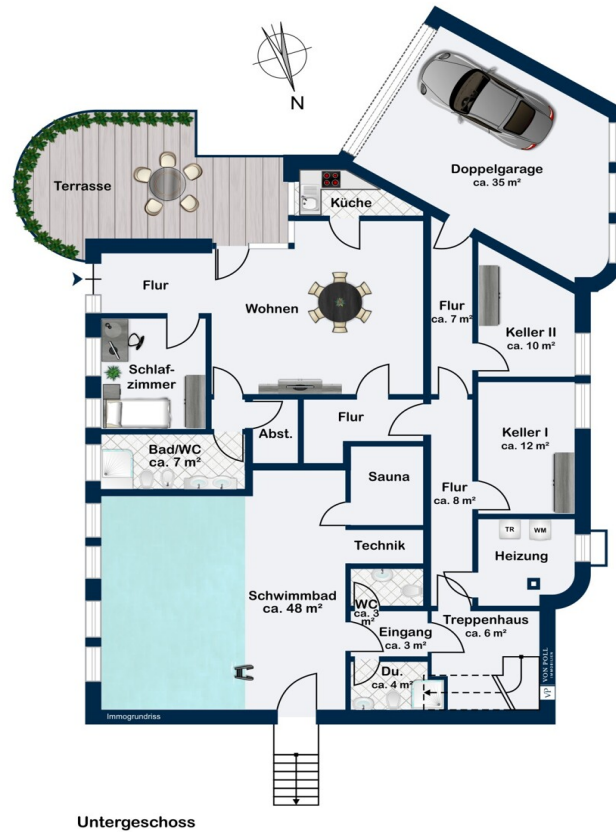 N
Doppelgarage
ca. 35 m²
Terrasse
Küche
Flur
Wohnen
Flur
ca. 7 m²
Keller II
ca. 10 m²
Schlaf-
zimmer
Abst.
Flur
Keller I
ca. 12 m²
Bad/WC
ca. 7 m²
Sauna
Flur
ca. 8 m²
TR
WM
Heizung
Technik
Schwimmbad
ca. 48 m²
WC
ca. 3
m²
Eingang
ca. 3 m²
Treppenhaus
ca. 6 m²
Du.
ca. 4 m²
VP VON POLL
IMMOBILIEN
Immogrundriss
Untergeschoss